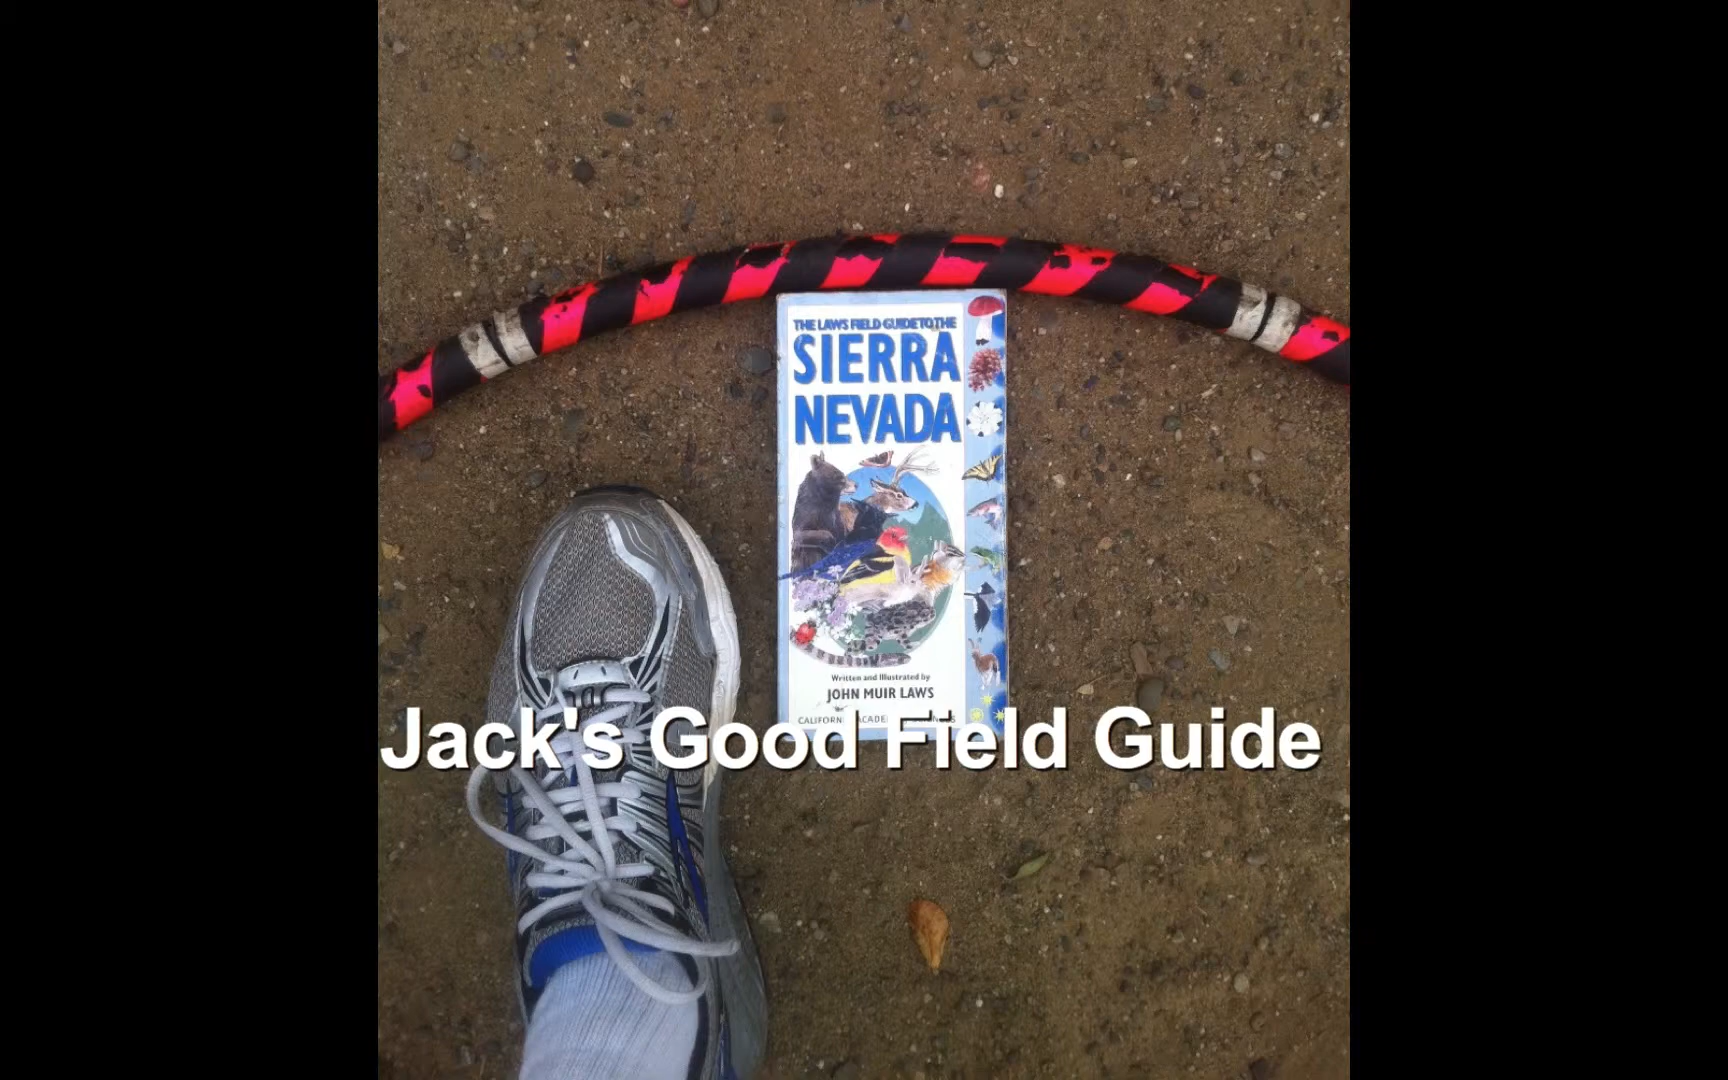 THE LAWS FIELD GUIDE TO THE
SIERRA
NEVADA
Written and Illustrated by
JOHN MUIR LAWS
Jack's Good Field Guide